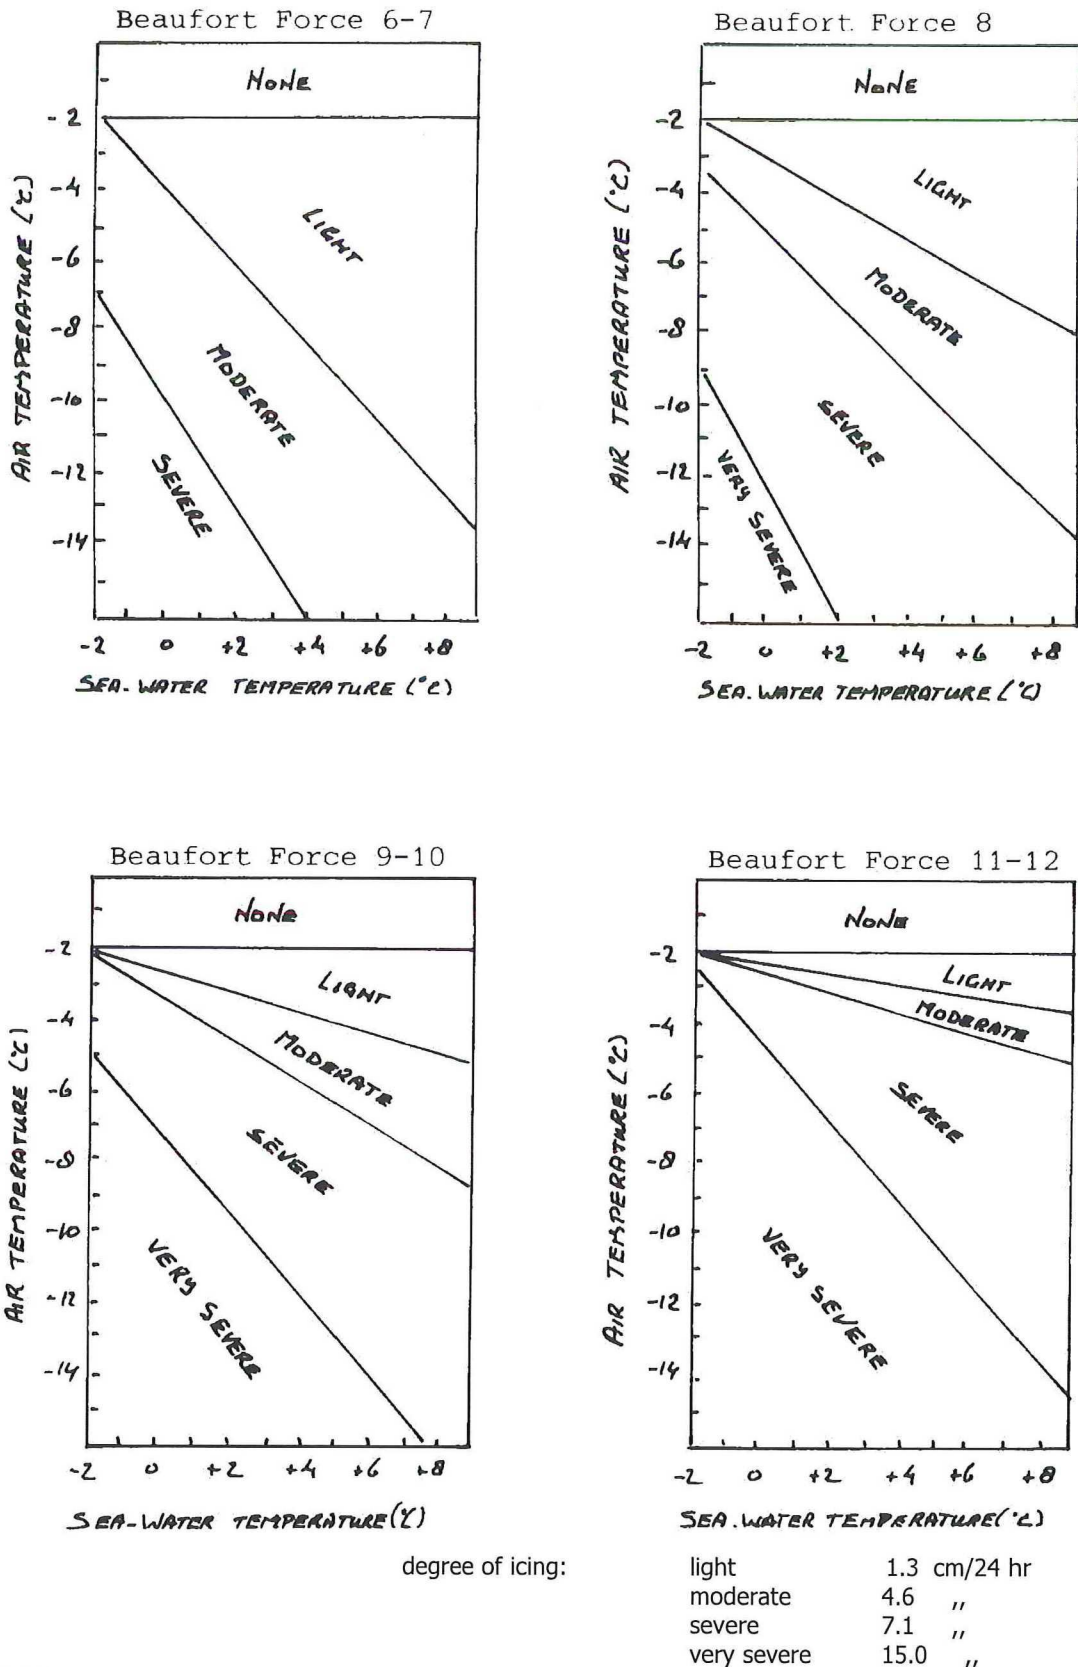 Beaufort Force 6-7
NONE
-2
-4
-6
-8
-10
-12
-14
LIGHT
MODERATE
SEVERE
AIR TEMPERATURE (°C)
-2 0 +2 +4 +6 +8
SEA-WATER TEMPERATURE (°C)
Beaufort Force 8
NONE
-2
-4
-6
-8
-10
-12
-14
LIGHT
MODERATE
SEVERE
VERY SEVERE
AIR TEMPERATURE (°C)
-2 0 +2 +4 +6 +8
SEA.WATER TEMPERATURE (°C)
Beaufort Force 9-10
NONE
-2
-4
-6
-8
-10
-12
-14
LIGHT
MODERATE
SEVERE
VERY SEVERE
AIR TEMPERATURE (°C)
-2 0 +2 +4 +6 +8
SEA-WATER TEMPERATURE (°C)
Beaufort Force 11-12
NONE
-2
-4
-6
-8
-10
-12
-14
LIGHT
MODERATE
SEVERE
VERY SEVERE
AIR TEMPERATURE (°C)
-2 0 +2 +4 +6 +8
SEA.WATER TEMPERATURE (°C)
degree of icing: light 1.3 cm/24 hr
moderate 4.6 ,,
severe 7.1 ,,
very severe 15.0 ,,